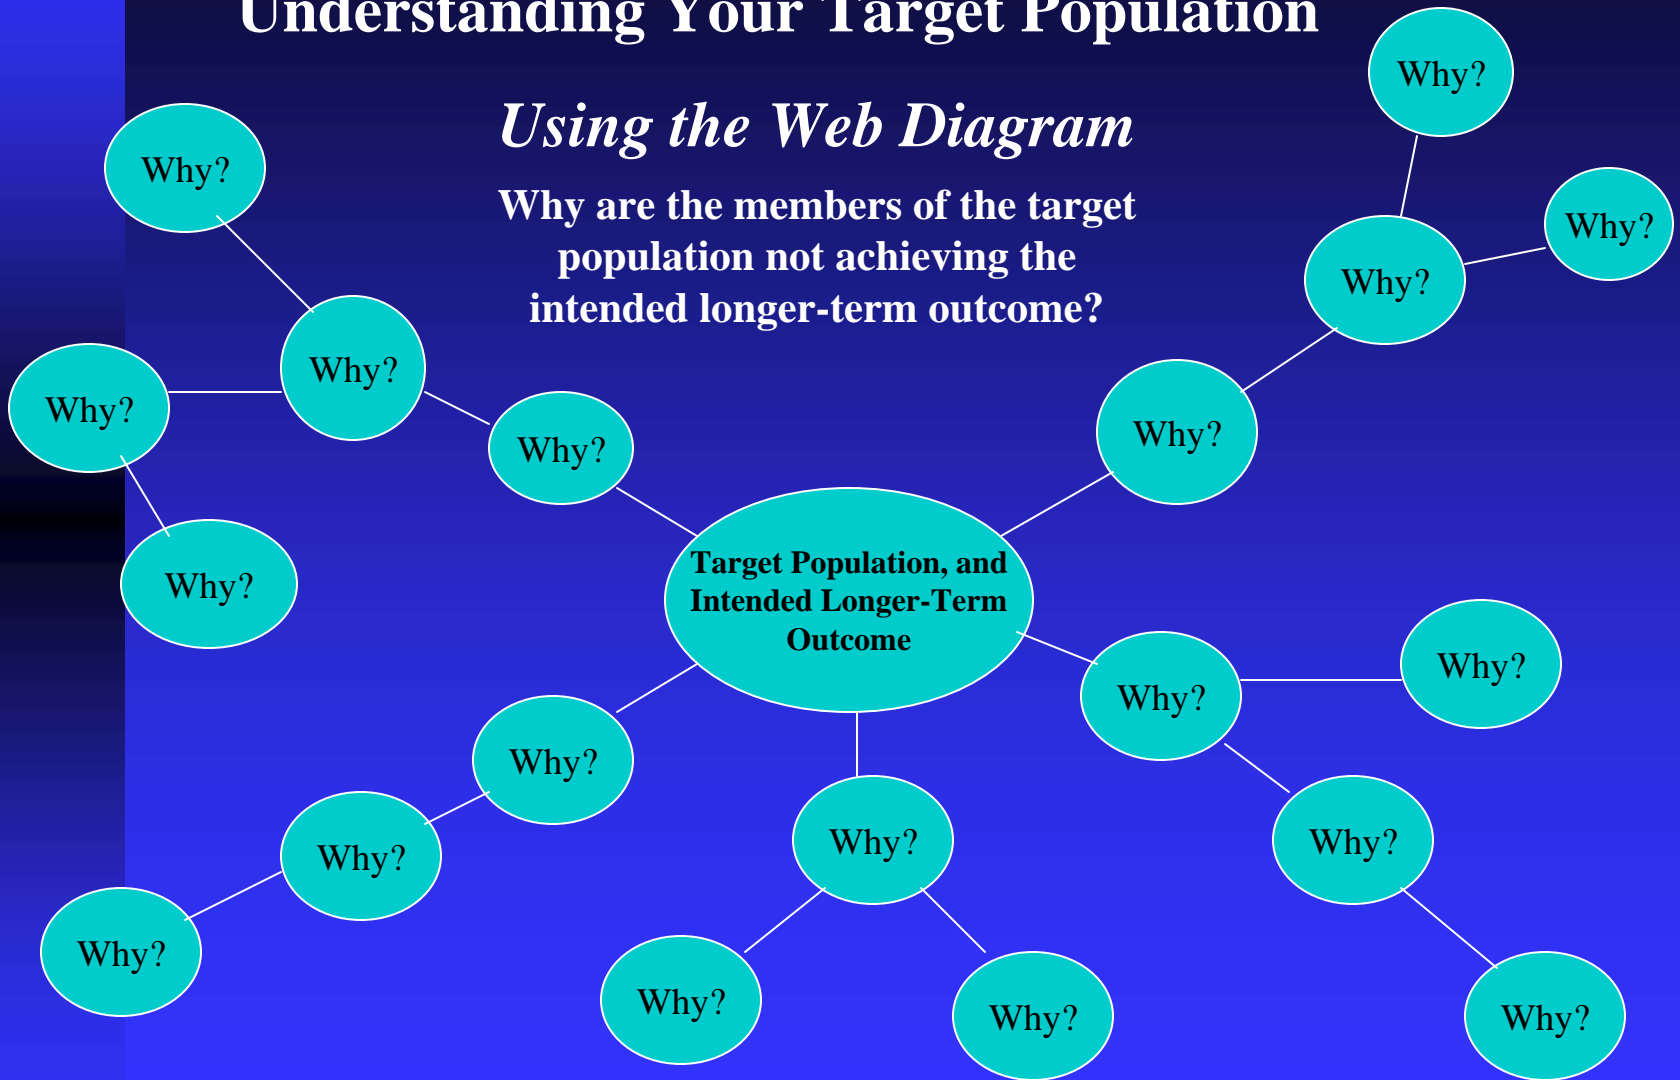 Understanding Your Target Population
Using the Web Diagram
Why are the members of the target
population not achieving the
intended longer-term outcome?
Why?
Why?
Why?
Why?
Why?
Why?
Why?
Why?
Why?
Why?
Target Population, and
Intended Longer-Term
Outcome
Why?
Why?
Why?
Why?
Why?
Why?
Why?
Why?
Why?
Why?